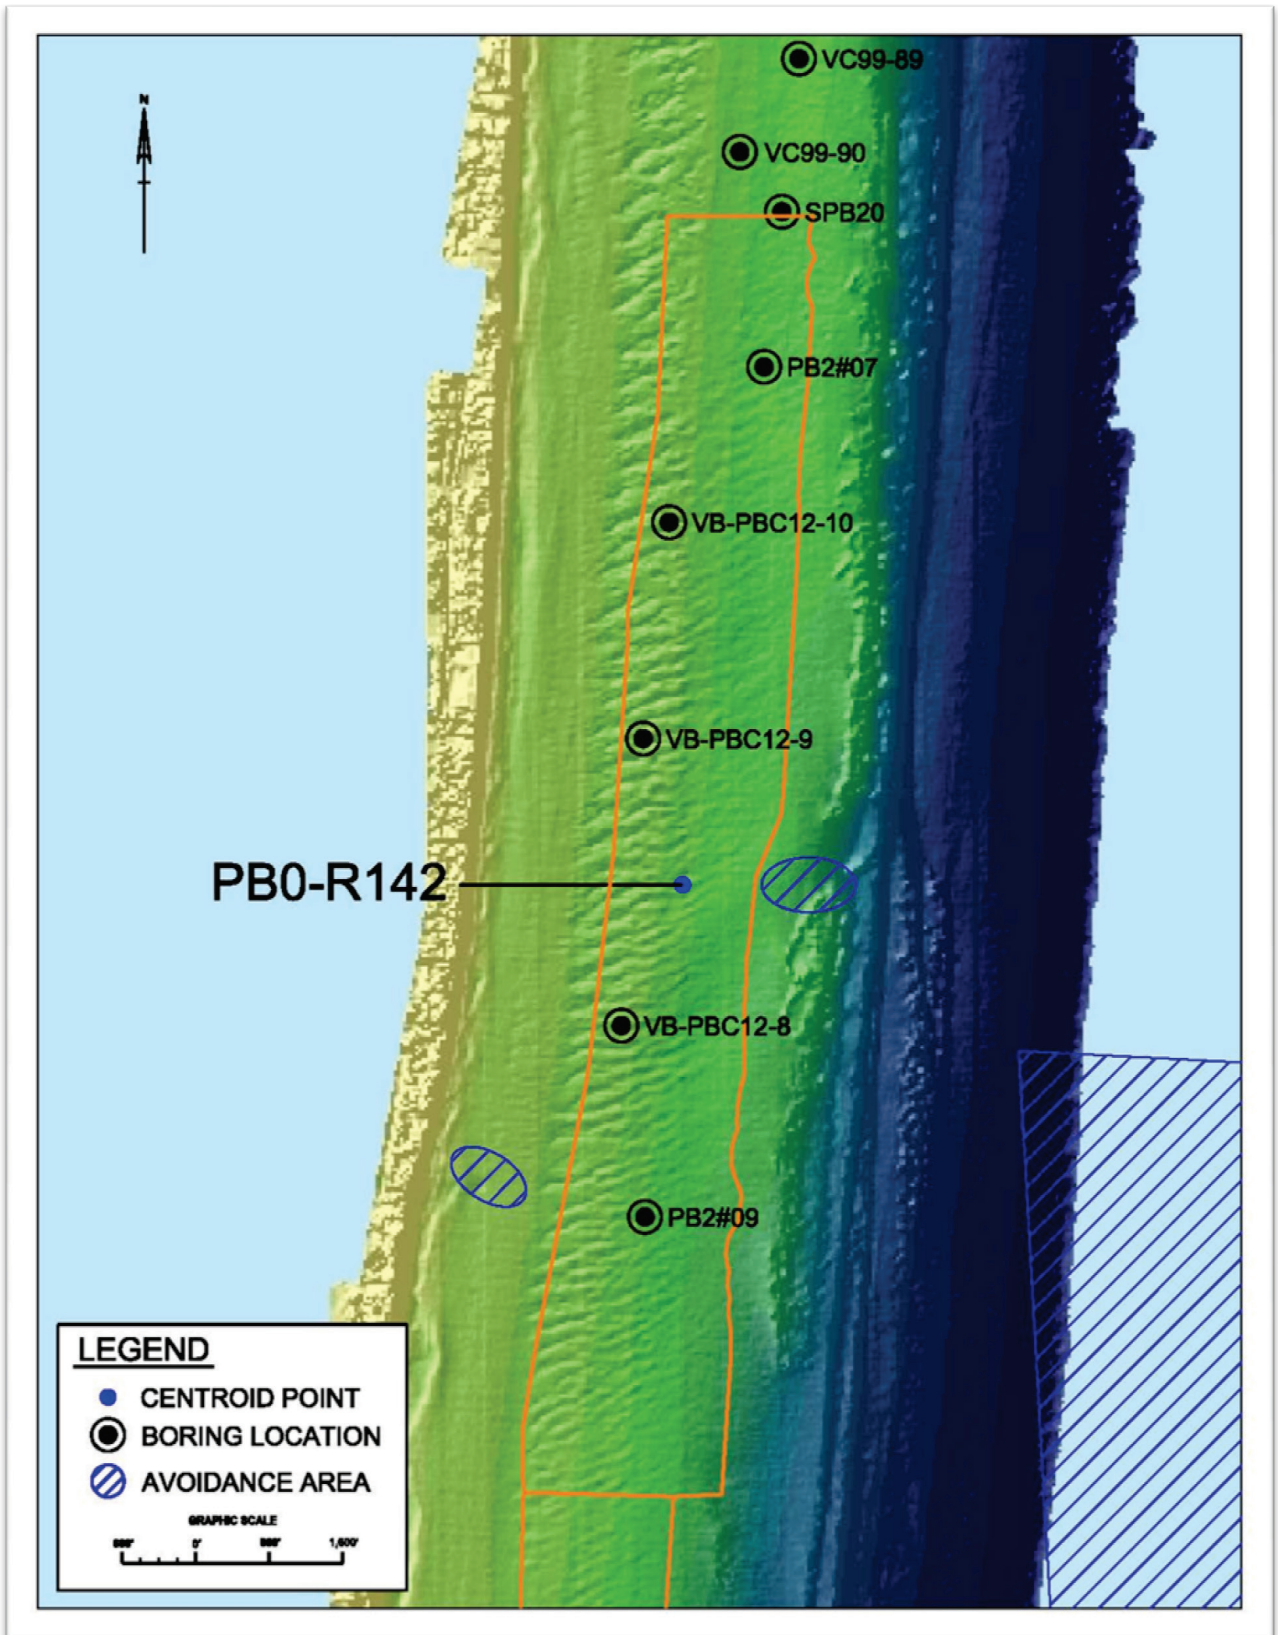 N
VC99-89
VC99-90
SPB20
PB2#07
VB-PBC12-10
VB-PBC12-9
PB0-R142
VB-PBC12-8
PB2#09
LEGEND
CENTROID POINT
BORING LOCATION
AVOIDANCE AREA
GRAPHIC SCALE
0' 1,600'